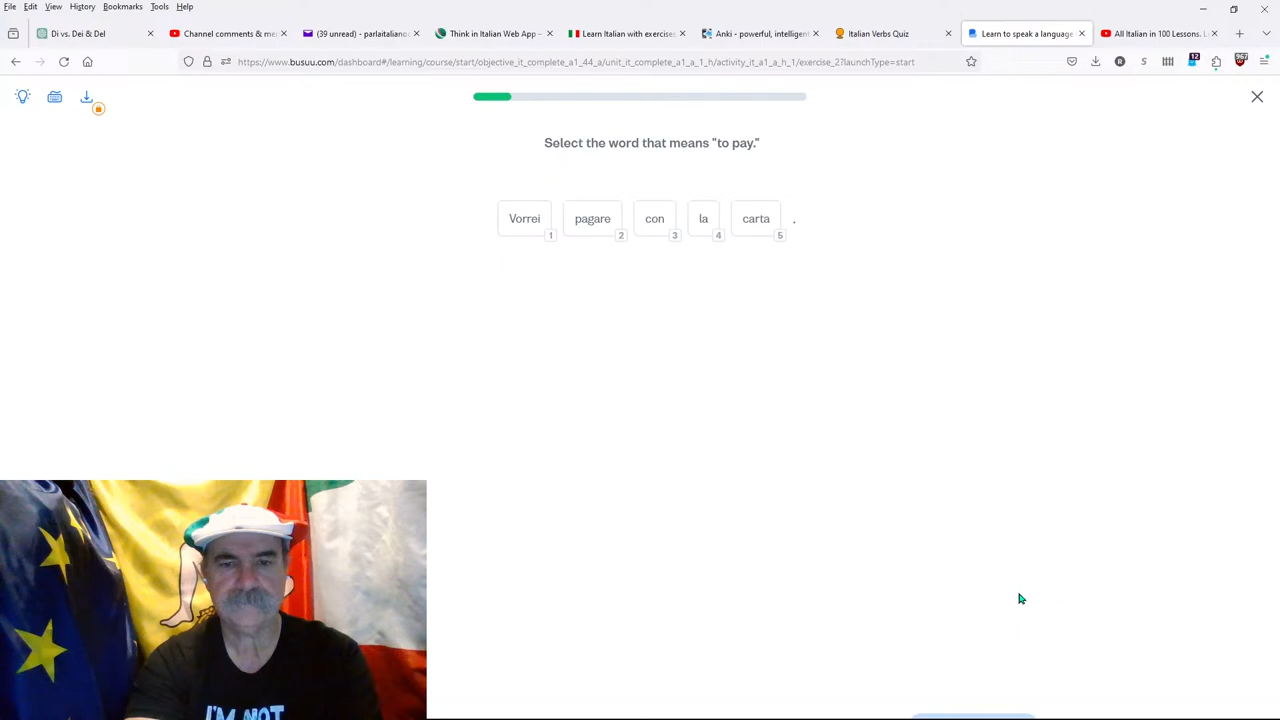 File Edit View History Bookmarks Tools Help
Di vs. Dei & Del
Channel comments & me
(39 unread) - parlaitaliano
Think in Italian Web App -
Learn Italian with exercises
Anki - powerful, intelligent
Italian Verbs Quiz
Learn to speak a language
All Italian in 100 Lessons.
https://www.busuu.com/dashboard#/learning/course/start/objective_it_complete_a1_44_a/unit_it_complete_a1_a_1_h/activity_it_a1_a_h_1/exercise_2?launchType=start
12
Select the word that means "to pay."
Vorrei pagare con la carta .
1 2 3 4 5
I'M NOT